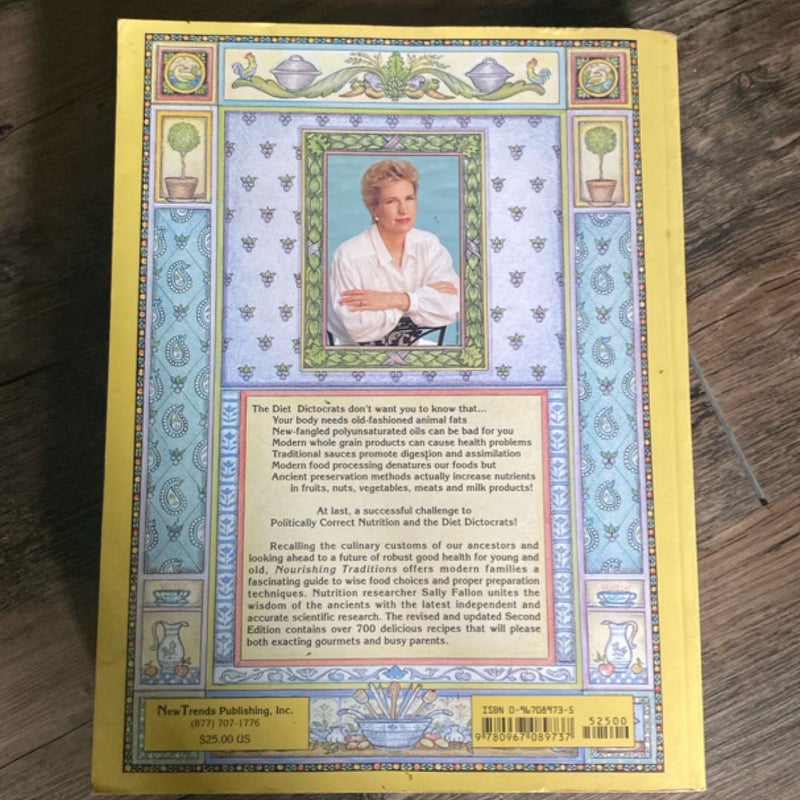 The Diet Dictocrats don't want you to know that...
Your body needs old-fashioned animal fats
New-fangled polyunsaturated oils can be bad for you
Modern whole grain products can cause health problems
Traditional sauces promote digestion and assimilation
Modern food processing denatures our foods but
Ancient preservation methods actually increase nutrients
in fruits, nuts, vegetables, meats and milk products!
At last, a successful challenge to
Politically Correct Nutrition and the Diet Dictocrats!
Recalling the culinary customs of our ancestors and
looking ahead to a future of robust good health for young and
old, Nourishing Traditions offers modern families a
fascinating guide to wise food choices and proper preparation
techniques. Nutrition researcher Sally Fallon unites the
wisdom of the ancients with the latest independent and
accurate scientific research. The revised and updated Second
Edition contains over 700 delicious recipes that will please
both exacting gourmets and busy parents.
NewTrends Publishing, Inc.
(877) 707-1776
$25.00 US
ISBN 0-96708973-5
52500
9 780967 089737